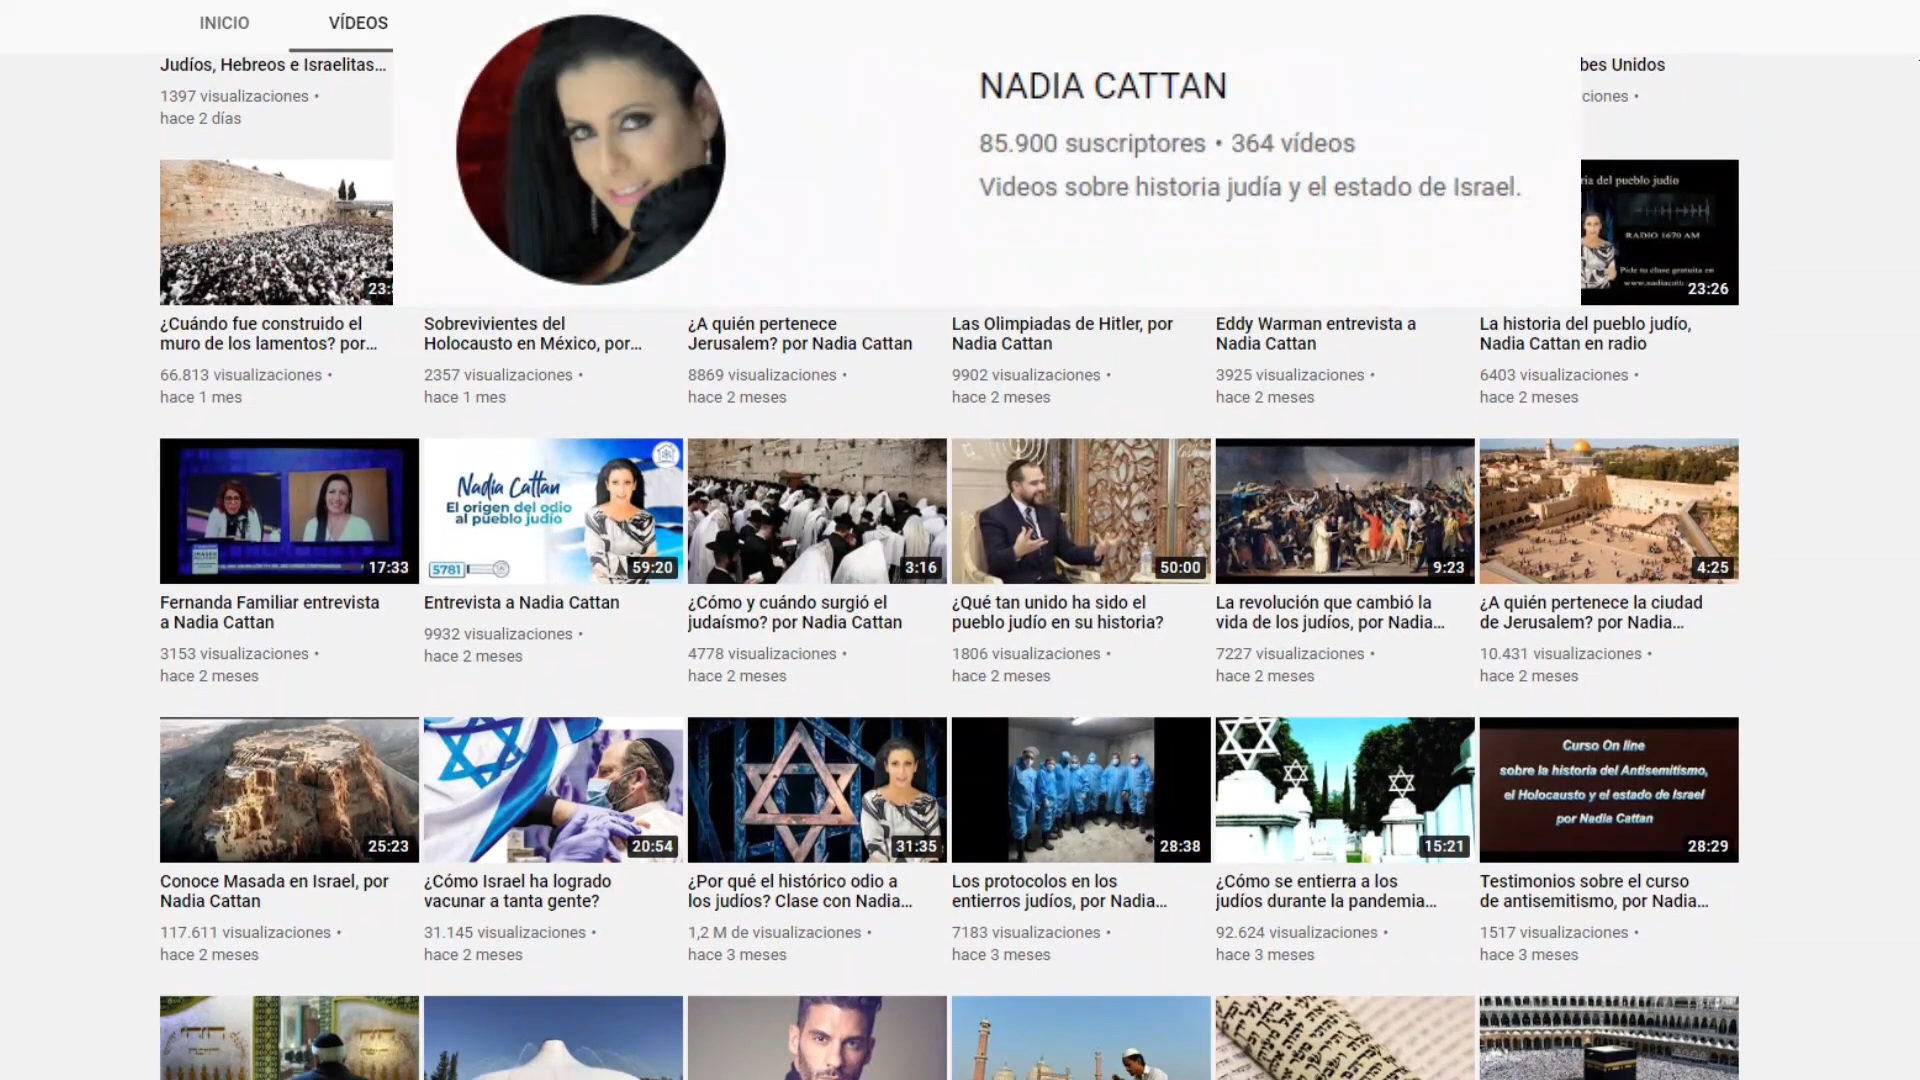 INICIO
VÍDEOS
NADIA CATTAN
85.900 suscriptores • 364 vídeos
Videos sobre historia judía y el estado de Israel.
Judíos, Hebreos e Israelitas...
1397 visualizaciones •
hace 2 días
bes Unidos
ciones •
23:
ria del pueblo judío
RADIO 1670 AM
Pide tu clase gratuita en
23:26
¿Cuándo fue construido el
muro de los lamentos? por...
66.813 visualizaciones •
hace 1 mes
Sobrevivientes del
Holocausto en México, por...
2357 visualizaciones •
hace 1 mes
¿A quién pertenece
Jerusalem? por Nadia Cattan
8869 visualizaciones •
hace 2 meses
Las Olimpiadas de Hitler, por
Nadia Cattan
9902 visualizaciones •
hace 2 meses
Eddy Warman entrevista a
Nadia Cattan
3925 visualizaciones •
hace 2 meses
La historia del pueblo judío,
Nadia Cattan en radio
6403 visualizaciones •
hace 2 meses
17:33
Nadia Cattan
El origen del odio
al pueblo judío
5781
59:20
3:16
50:00
9:23
4:25
Fernanda Familiar entrevista
a Nadia Cattan
3153 visualizaciones •
hace 2 meses
Entrevista a Nadia Cattan
9932 visualizaciones •
hace 2 meses
¿Cómo y cuándo surgió el
judaísmo? por Nadia Cattan
4778 visualizaciones •
hace 2 meses
¿Qué tan unido ha sido el
pueblo judío en su historia?
1806 visualizaciones •
hace 2 meses
La revolución que cambió la
vida de los judíos, por Nadia...
7227 visualizaciones •
hace 2 meses
¿A quién pertenece la ciudad
de Jerusalem? por Nadia...
10.431 visualizaciones •
hace 2 meses
25:23
20:54
31:35
28:38
15:21
Curso On line
sobre la historia del Antisemitismo,
el Holocausto y el estado de Israel
por Nadia Cattan
28:29
Conoce Masada en Israel, por
Nadia Cattan
117.611 visualizaciones •
hace 2 meses
¿Cómo Israel ha logrado
vacunar a tanta gente?
31.145 visualizaciones •
hace 2 meses
¿Por qué el histórico odio a
los judíos? Clase con Nadia...
1,2 M de visualizaciones •
hace 3 meses
Los protocolos en los
entierros judíos, por Nadia...
7183 visualizaciones •
hace 3 meses
¿Cómo se entierra a los
judíos durante la pandemia...
92.624 visualizaciones •
hace 3 meses
Testimonios sobre el curso
de antisemitismo, por Nadia...
1517 visualizaciones •
hace 3 meses